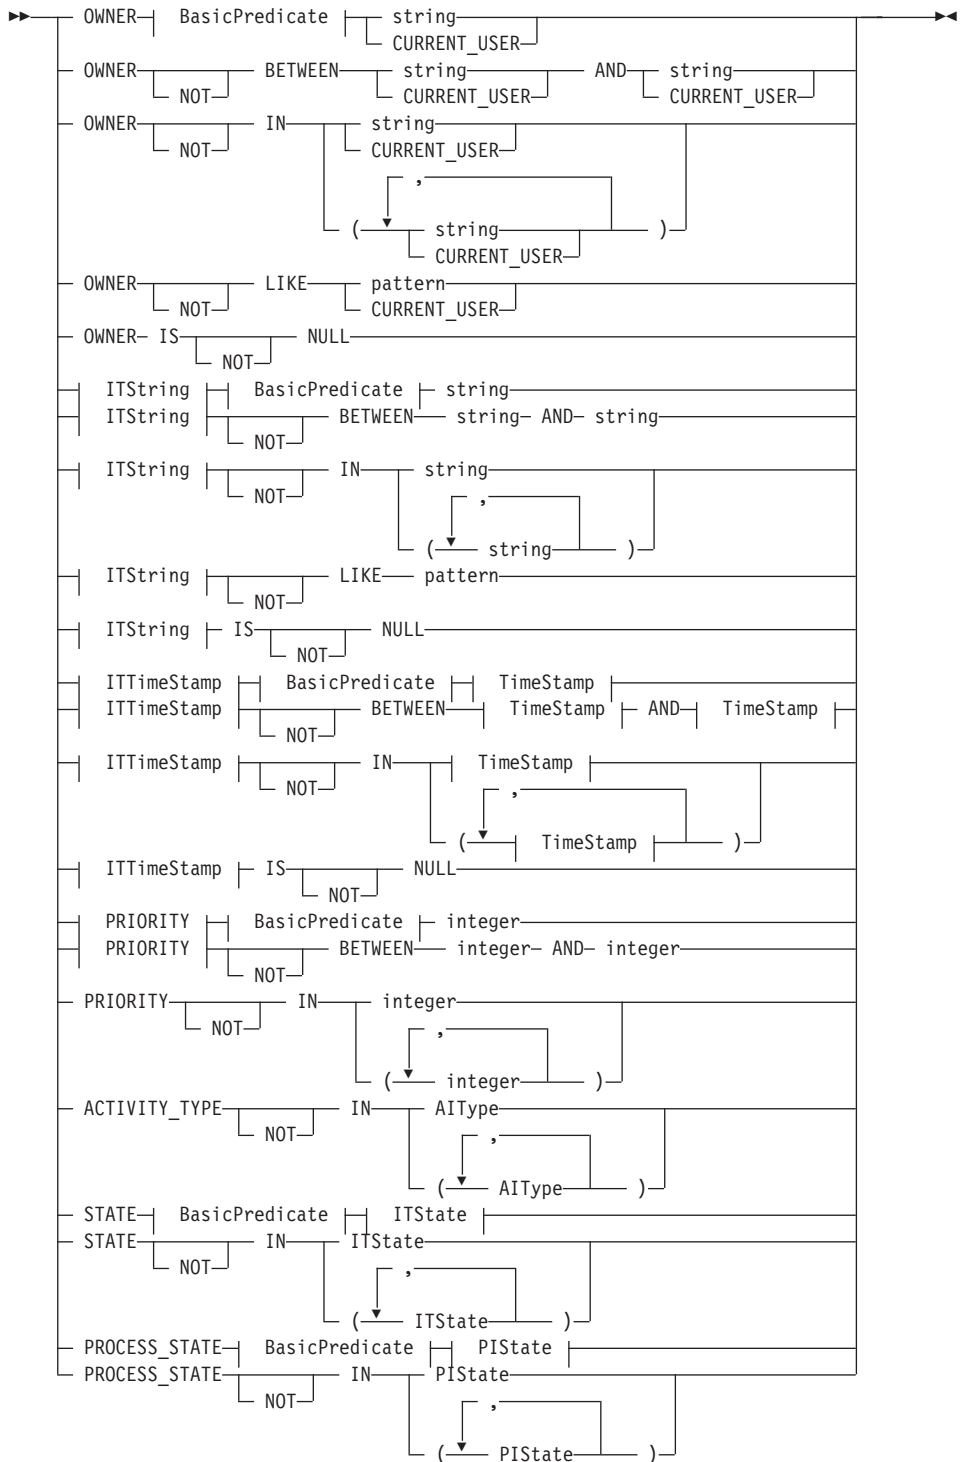 OWNER BasicPredicate string
CURRENT_USER
OWNER BETWEEN string AND string
NOT CURRENT_USER CURRENT_USER
OWNER IN string
NOT CURRENT_USER
,
( string )
CURRENT_USER
OWNER LIKE pattern
NOT CURRENT_USER
OWNER IS NULL
NOT
ITString BasicPredicate string
ITString BETWEEN string AND string
NOT
ITString IN string
NOT ,
( string )
ITString LIKE pattern
NOT
ITString IS NULL
NOT
ITTimeStamp BasicPredicate TimeStamp
ITTimeStamp BETWEEN TimeStamp AND TimeStamp
NOT
ITTimeStamp IN TimeStamp
NOT ,
( TimeStamp )
ITTimeStamp IS NULL
NOT
PRIORITY BasicPredicate integer
PRIORITY BETWEEN integer AND integer
NOT
PRIORITY IN integer
NOT ,
( integer )
ACTIVITY_TYPE IN AIType
NOT ,
( AIType )
STATE BasicPredicate ITState
STATE IN ITState
NOT ,
( ITState )
PROCESS_STATE BasicPredicate PIState
PROCESS_STATE IN PIState
NOT ,
( PIState )